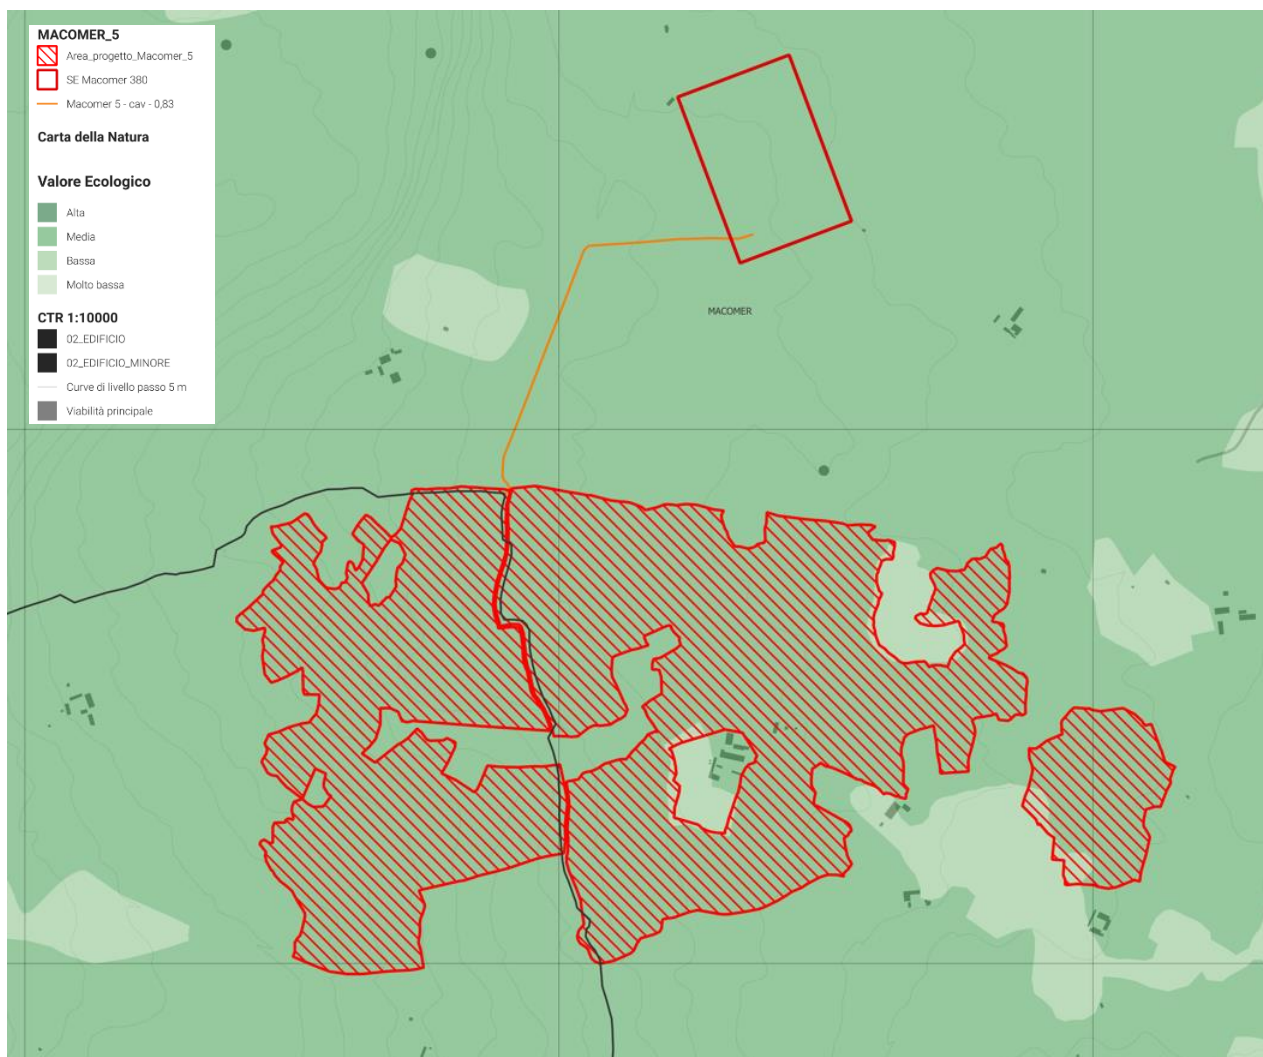 MACOMER_5
Area_progetto_Macomer_5
SE Macomer 380
Macomer 5 - cav - 0,83
Carta della Natura
Valore Ecologico
Alta
Media
Bassa
Molto bassa
CTR 1:10000
02_EDIFICIO
02_EDIFICIO_MINORE
Curve di livello passo 5 m
Viabilità principale
MACOMER